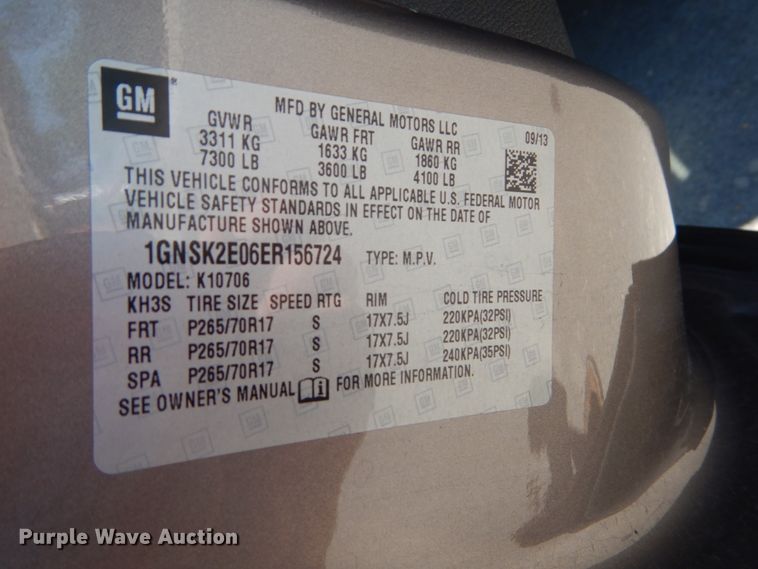 GM
MFD BY GENERAL MOTORS LLC
09/13
GVWR GAWR FRT GAWR RR
3311 KG 1633 KG 1860 KG
7300 LB 3600 LB 4100 LB
THIS VEHICLE CONFORMS TO ALL APPLICABLE U.S. FEDERAL MOTOR
VEHICLE SAFETY STANDARDS IN EFFECT ON THE DATE OF
MANUFACTURE SHOWN ABOVE.
1GNSK2E06ER156724 TYPE: M.P.V.
MODEL: K10706
KH3S TIRE SIZE SPEED RTG RIM COLD TIRE PRESSURE
FRT P265/70R17 S 17X7.5J 220KPA(32PSI)
RR P265/70R17 S 17X7.5J 220KPA(32PSI)
SPA P265/70R17 S 17X7.5J 240KPA(35PSI)
SEE OWNER'S MANUAL FOR MORE INFORMATION.
Purple Wave Auction